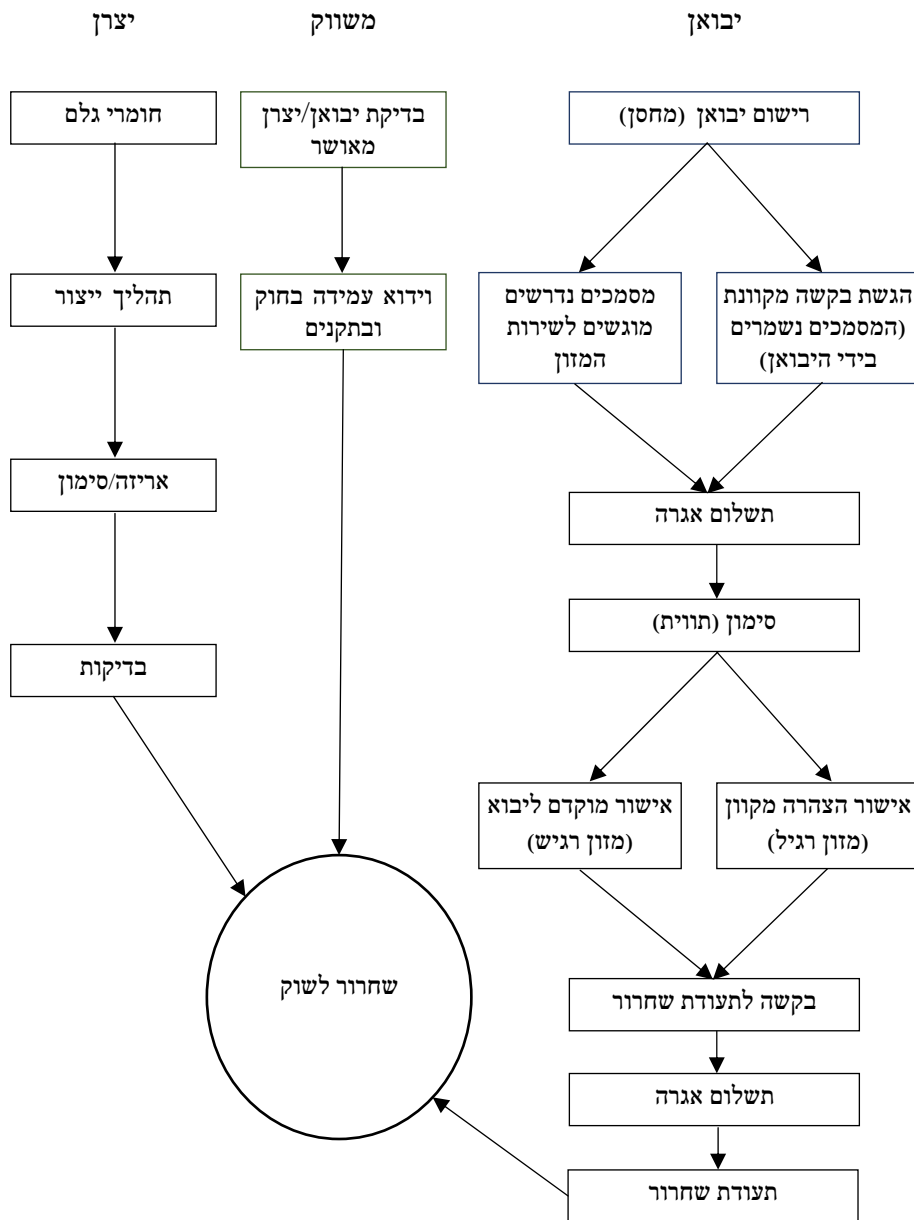 יבואן
משווק
יצרן
רישום יבואן (מחסן)
בדיקת יבואן/יצרן
מאושר
חומרי גלם
הגשת בקשה מקוונת
(המסמכים נשמרים
בידי היבואן)
מסמכים נדרשים
מוגשים לשירות
המזון
וידוא עמידה בחוק
ובתקנים
תהליך ייצור
תשלום אגרה
אריזה/סימון
סימון (תווית)
בדיקות
אישור הצהרה מקוון
(מזון רגיל)
אישור מוקדם ליבוא
(מזון רגיש)
שחרור לשוק
בקשה לתעודת שחרור
תשלום אגרה
תעודת שחרור